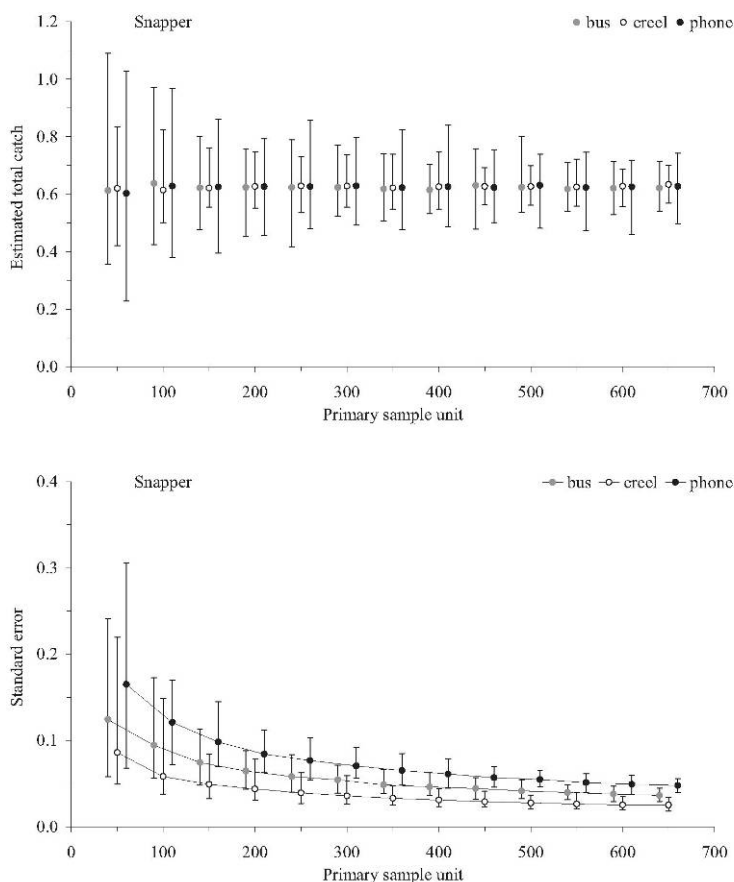 Snapper
bus creel phone
1.2
1.0
0.8
0.6
0.4
0.2
0.0
Estimated total catch
0 100 200 300 400 500 600 700
Primary sample unit
Snapper
bus creel phone
0.4
0.3
0.2
0.1
0.0
Standard error
0 100 200 300 400 500 600 700
Primary sample unit